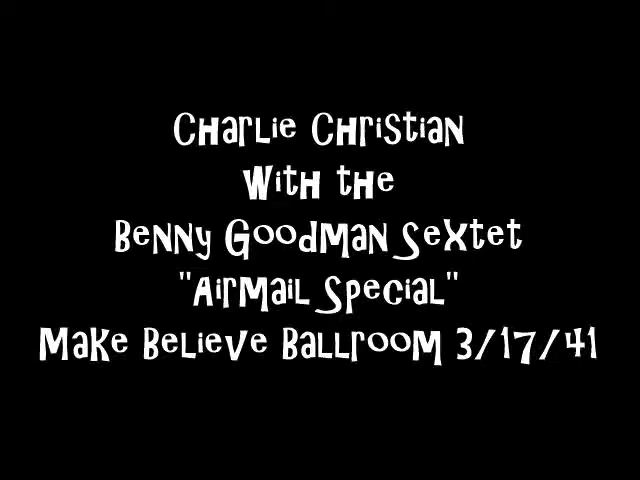 Charlie Christian
With the
Benny Goodman Sextet
"Airmail Special"
Make Believe Ballroom 3/17/41